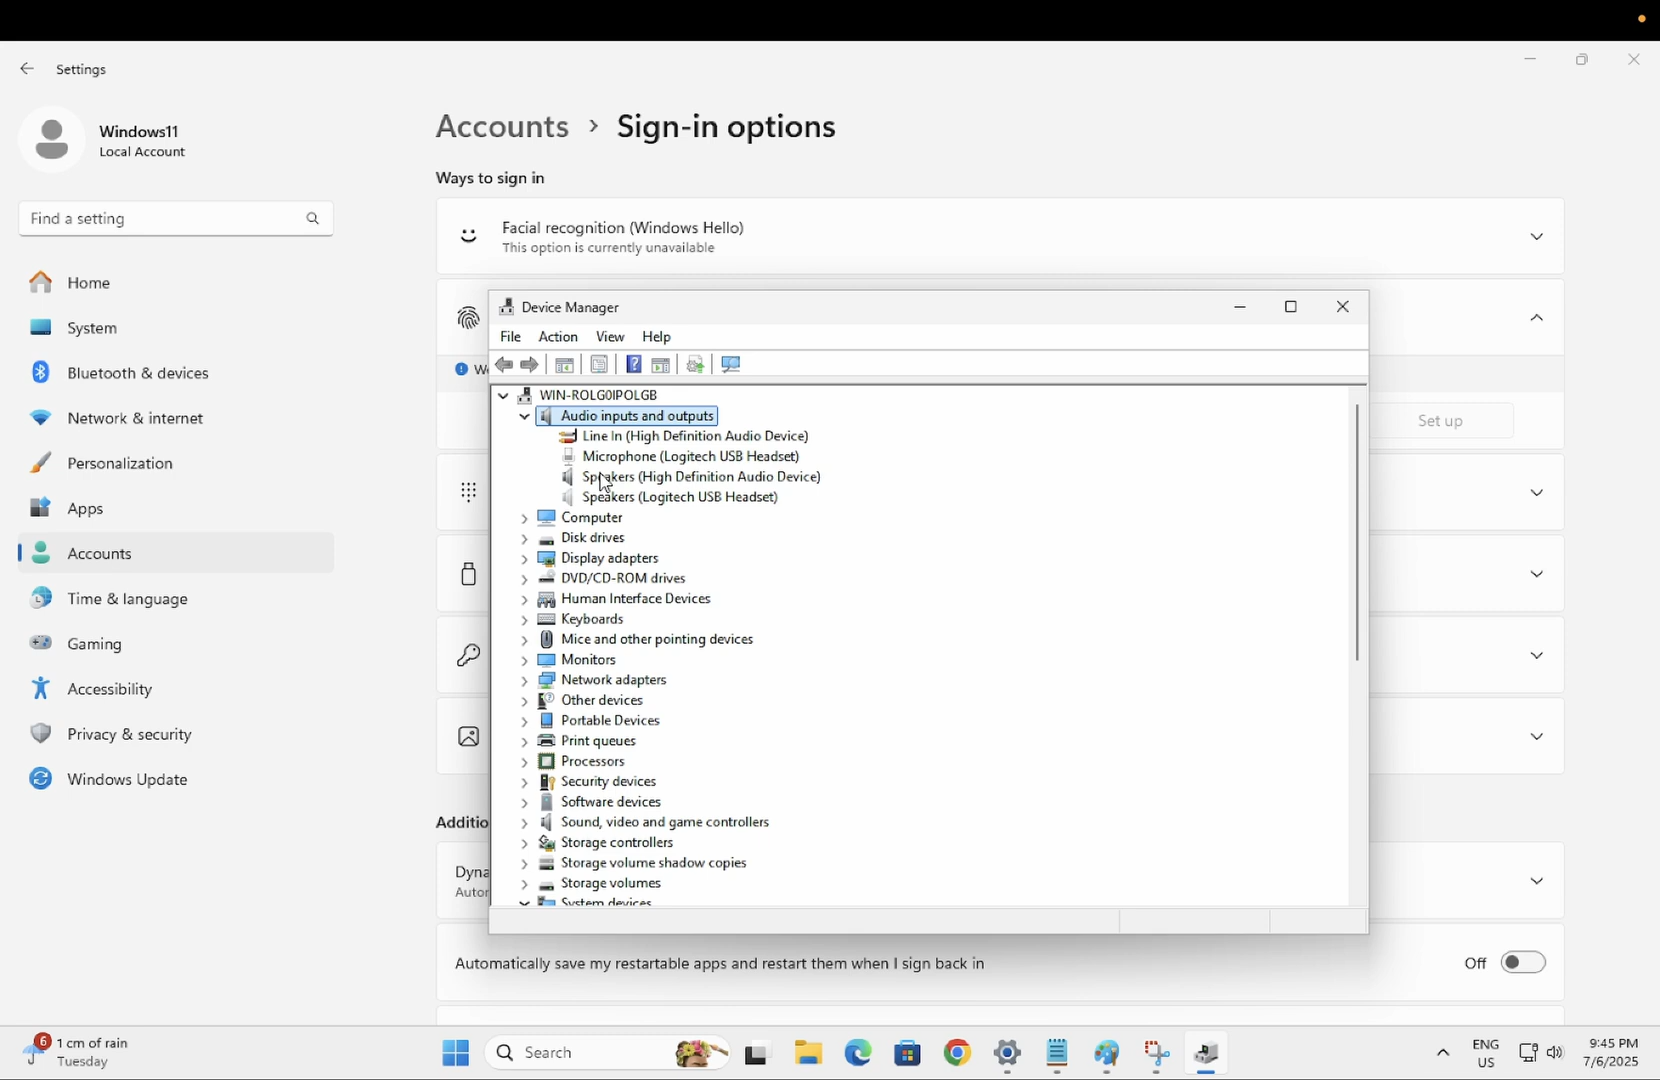 Settings
Windows11
Local Account
Find a setting
Home
System
Bluetooth & devices
Network & internet
Personalization
Apps
Accounts
Time & language
Gaming
Accessibility
Privacy & security
Windows Update
Accounts > Sign-in options
Ways to sign in
Facial recognition (Windows Hello)
This option is currently unavailable
Set up
Device Manager
File Action View Help
WIN-ROLG0IPOLGB
Audio inputs and outputs
Line In (High Definition Audio Device)
Microphone (Logitech USB Headset)
Speakers (High Definition Audio Device)
Speakers (Logitech USB Headset)
Computer
Disk drives
Display adapters
DVD/CD-ROM drives
Human Interface Devices
Keyboards
Mice and other pointing devices
Monitors
Network adapters
Other devices
Portable Devices
Print queues
Processors
Security devices
Software devices
Sound, video and game controllers
Storage controllers
Storage volume shadow copies
Storage volumes
System devices
Additio
Dyna
Autor
Automatically save my restartable apps and restart them when I sign back in
Off
6
1 cm of rain
Tuesday
Search
ENG
US
9:45 PM
7/6/2025